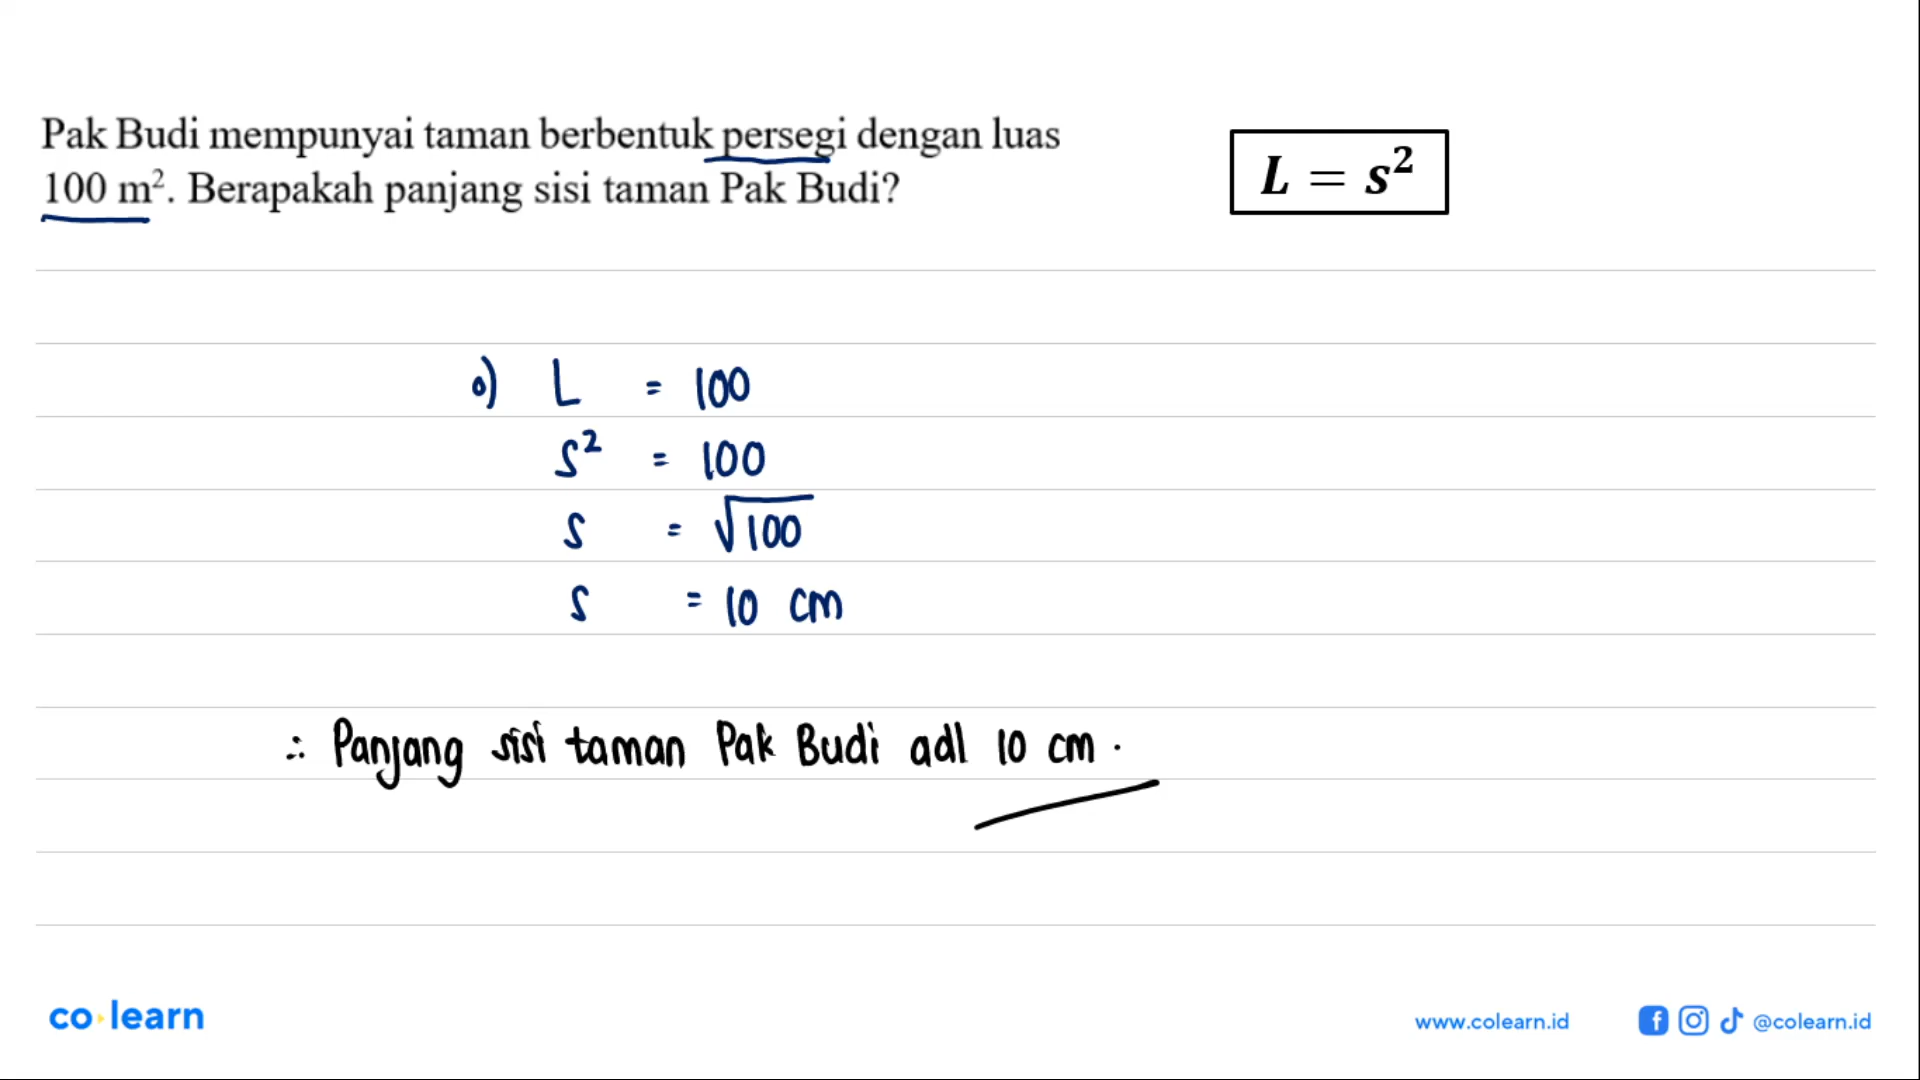 Pak Budi mempunyai taman berbentuk persegi dengan luas
100 m². Berapakah panjang sisi taman Pak Budi?
L = s²
o) L = 100
s² = 100
s = √100
s = 10 cm
∴ Panjang sisi taman Pak Budi adl 10 cm.
co learn
www.colearn.id
@colearn.id